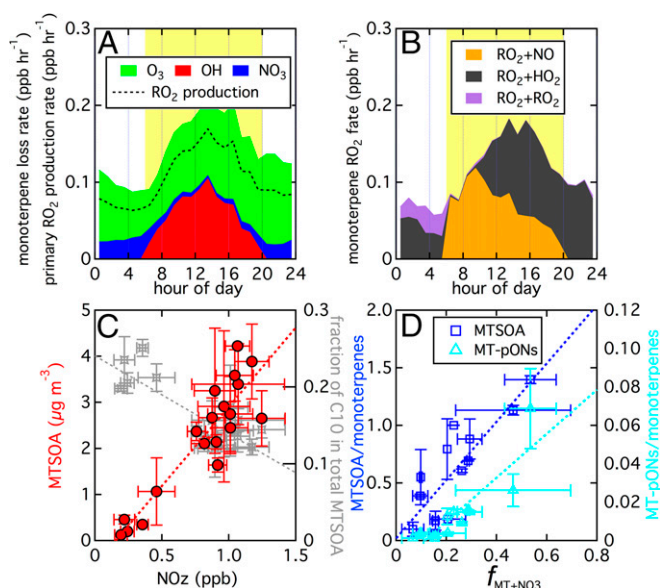 A
B
monoterpene loss rate (ppb hr⁻¹)
primary RO₂ production rate (ppb hr⁻¹)
0.3
0.2
0.1
0
O₃ OH NO₃
RO₂ production
0 4 8 12 16 20 24
hour of day
monoterpene RO₂ fate (ppb hr⁻¹)
0.3
0.2
0.1
0
RO₂+NO
RO₂+HO₂
RO₂+RO₂
0 4 8 12 16 20 24
hour of day
C
MTSOA (µg m⁻³)
5
4
3
2
1
0
0.0 0.5 1.0 1.5
NOz (ppb)
0.3
0.2
0.1
0
fraction of C10 in total MTSOA
D
MTSOA/monoterpenes
2.0
1.5
1.0
0.5
0.0
MTSOA
MT-pONs
0 0.2 0.4 0.6 0.8
f MT+NO3
0.12
0.10
0.08
0.06
0.04
0.02
0
MT-pONs/monoterpenes